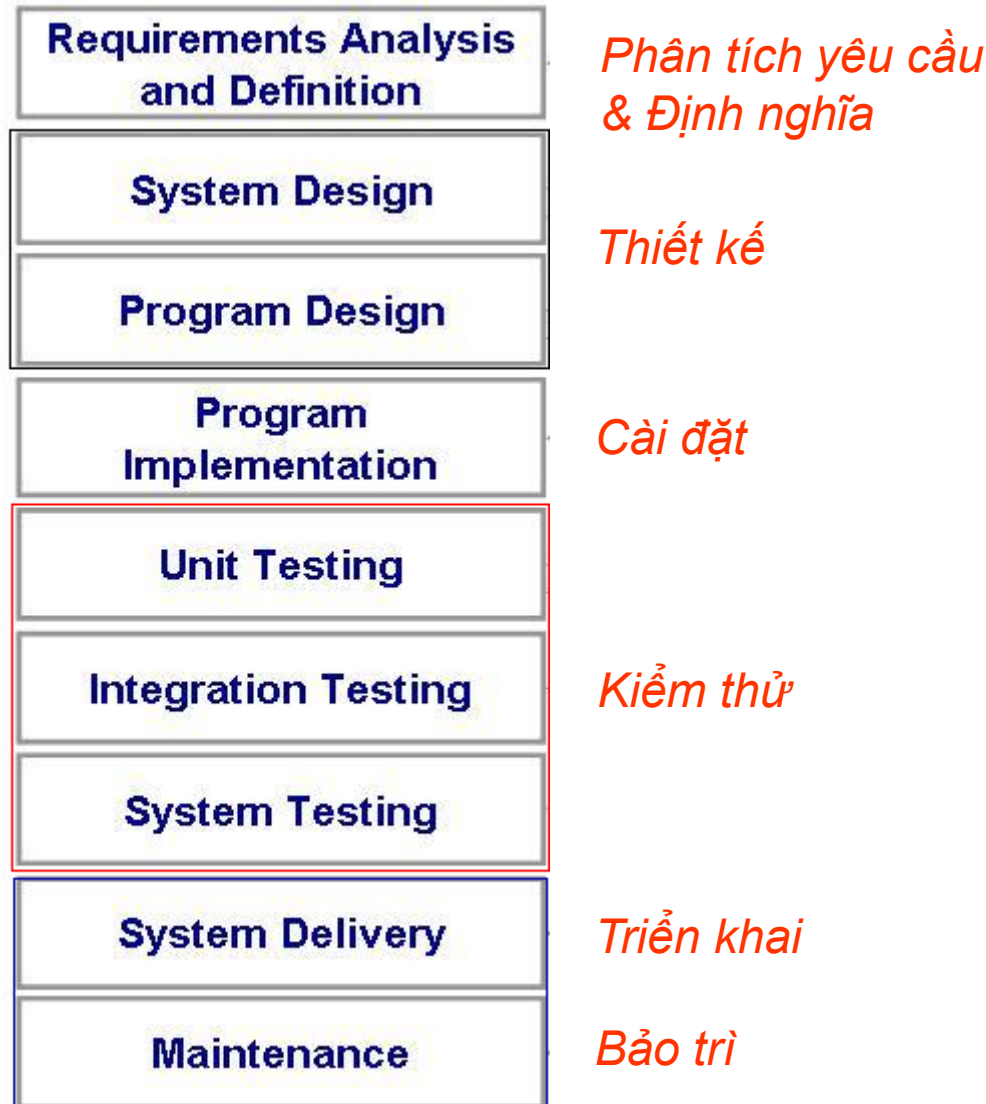 Requirements Analysis
and Definition
Phân tích yêu cầu
& Định nghĩa
System Design
Thiết kế
Program Design
Program
Implementation
Cài đặt
Unit Testing
Integration Testing
Kiểm thử
System Testing
System Delivery
Triển khai
Maintenance
Bảo trì